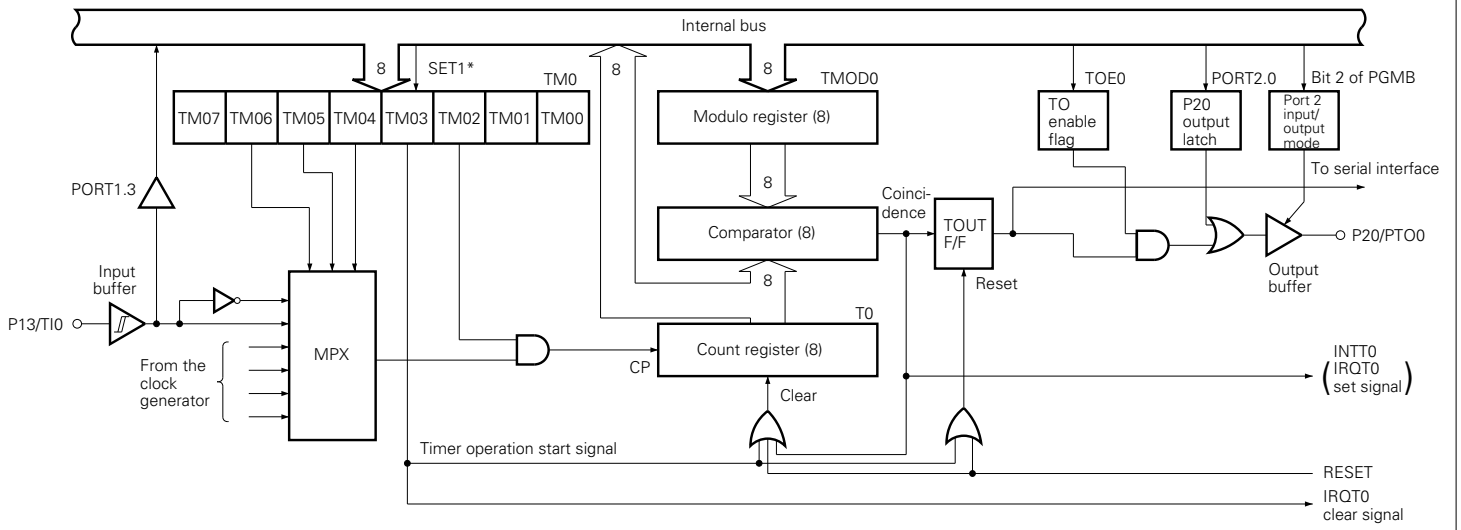 Internal bus
8
SET1*
TM0
8
8
TMOD0
TOE0
PORT2.0
Bit 2 of PGMB
TM07
TM06
TM05
TM04
TM03
TM02
TM01
TM00
Modulo register (8)
TO
enable
flag
P20
output
latch
Port 2
input/
output
mode
PORT1.3
8
To serial interface
Coinci-
dence
Comparator (8)
TOUT
F/F
P20/PTO0
Input
buffer
8
Reset
Output
buffer
P13/TI0
T0
MPX
Count register (8)
CP
From the
clock
generator
Clear
INTT0
IRQT0
set signal
Timer operation start signal
RESET
IRQT0
clear signal